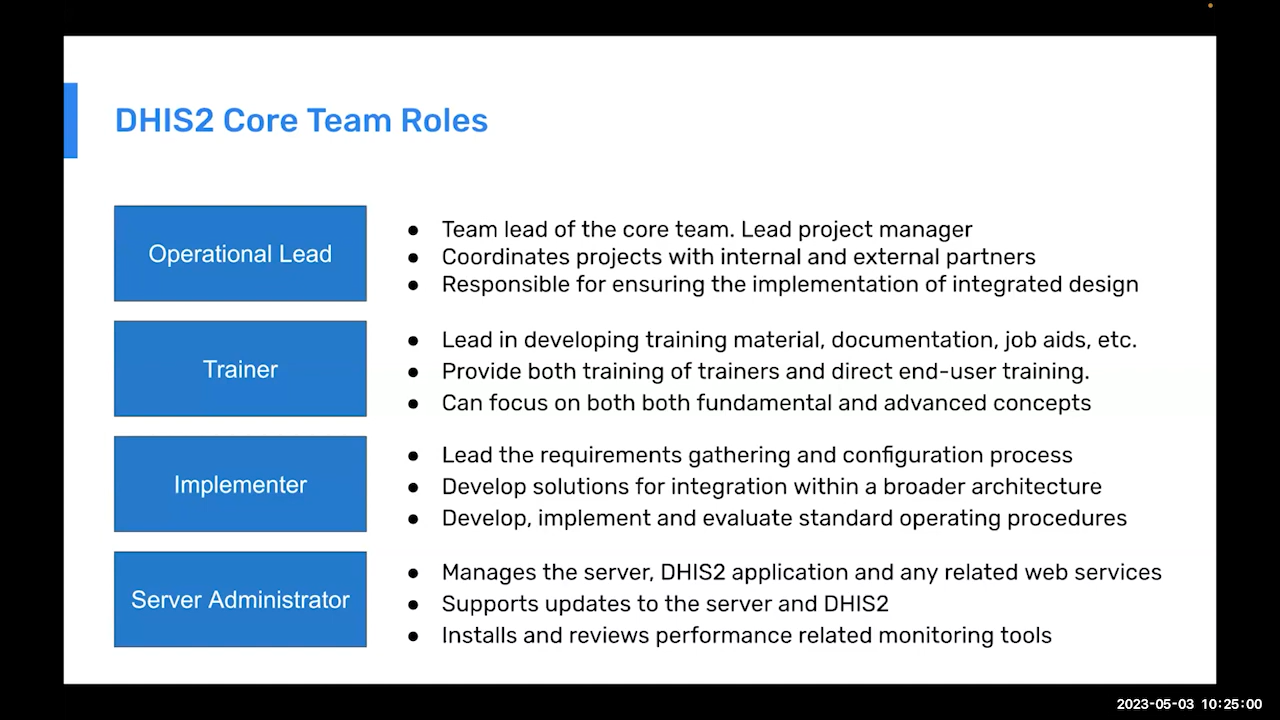 DHIS2 Core Team Roles
Operational Lead
● Team lead of the core team. Lead project manager
● Coordinates projects with internal and external partners
● Responsible for ensuring the implementation of integrated design
Trainer
● Lead in developing training material, documentation, job aids, etc.
● Provide both training of trainers and direct end-user training.
● Can focus on both both fundamental and advanced concepts
Implementer
● Lead the requirements gathering and configuration process
● Develop solutions for integration within a broader architecture
● Develop, implement and evaluate standard operating procedures
Server Administrator
● Manages the server, DHIS2 application and any related web services
● Supports updates to the server and DHIS2
● Installs and reviews performance related monitoring tools
2023-05-03 10:25:00